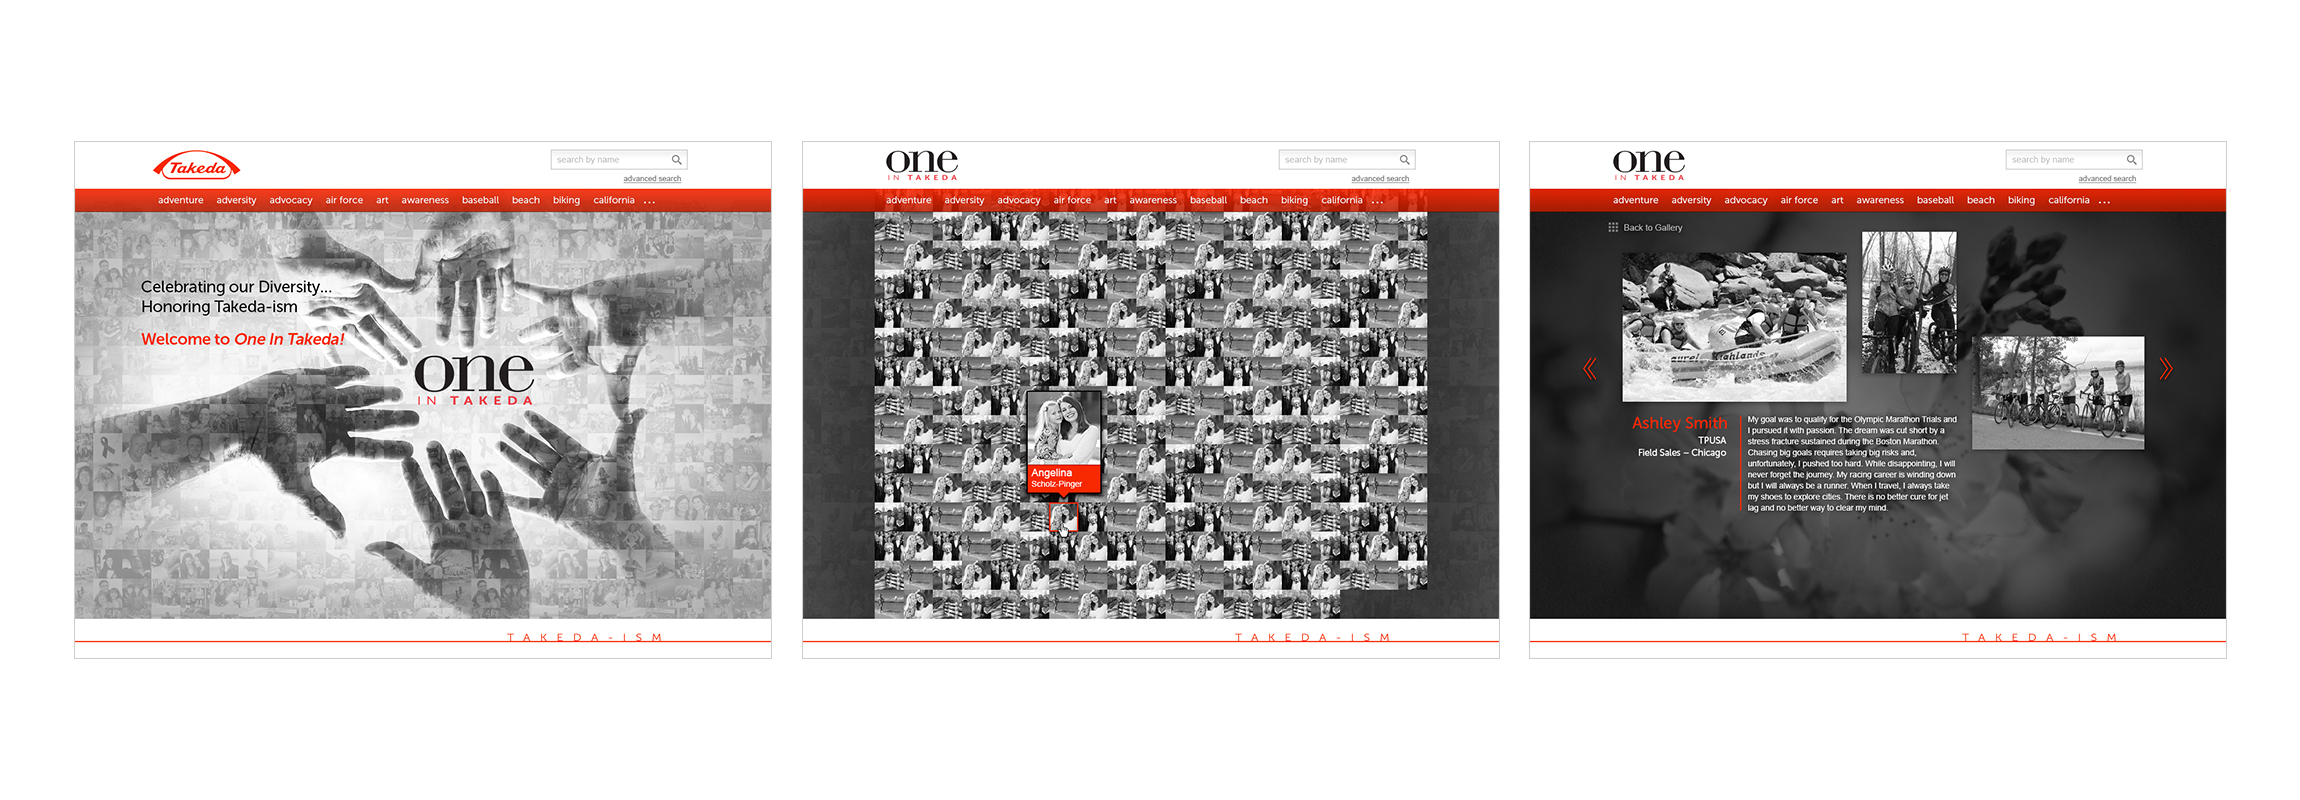 Takeda
search by name
advanced search
adventure adversity advocacy air force art awareness baseball beach biking california ...
Celebrating our Diversity...
Honoring Takeda-ism
Welcome to One In Takeda!
one
IN TAKEDA
TAKEDA-ISM
one
IN TAKEDA
search by name
advanced search
adventure adversity advocacy air force art awareness baseball beach biking california ...
Angelina
Scholz-Pinger
TAKEDA-ISM
one
IN TAKEDA
search by name
advanced search
adventure adversity advocacy air force art awareness baseball beach biking california ...
Back to Gallery
Laurel Highlands
Ashley Smith
TPUSA
Field Sales – Chicago
My goal was to qualify for the Olympic Marathon Trials and
I pursued it with passion. The dream was cut short by a
stress fracture sustained during the Boston Marathon.
Chasing big goals requires taking big risks and,
unfortunately, I pushed too hard. While disappointing, I will
never forget the journey. My racing career is winding down
but I will always be a runner. When I travel, I always take
my shoes to explore cities. There is no better cure for jet
lag and no better way to clear my mind.
TAKEDA-ISM